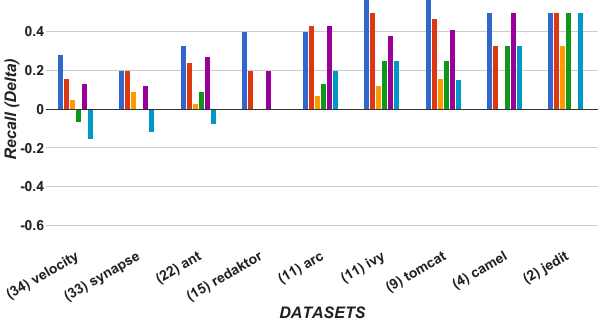 0.4
0.2
0
-0.2
-0.4
-0.6
Recall (Delta)
(34) velocity
(33) synapse
(22) ant
(15) redaktor
(11) arc
(11) ivy
(9) tomcat
(4) camel
(2) jedit
DATASETS